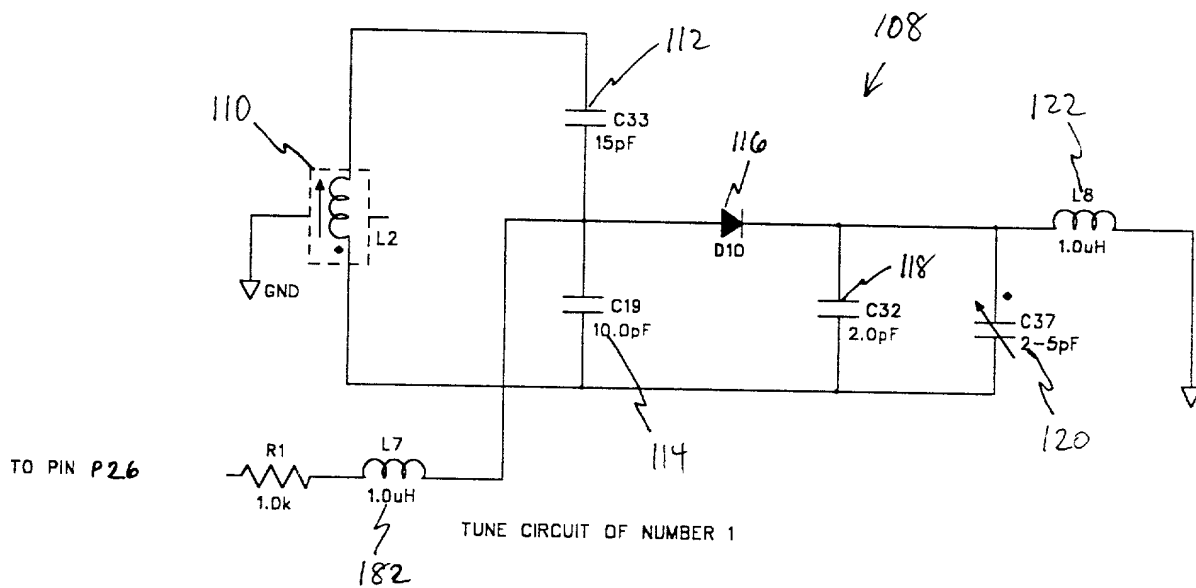 108
112
110
C33
15pF
122
116
L8
1.0uH
L2
D10
GND
118
C19
10.0pF
C32
2.0pF
C37
2-5pF
114
120
TO PIN P26
R1
1.0k
L7
1.0uH
TUNE CIRCUIT OF NUMBER 1
182